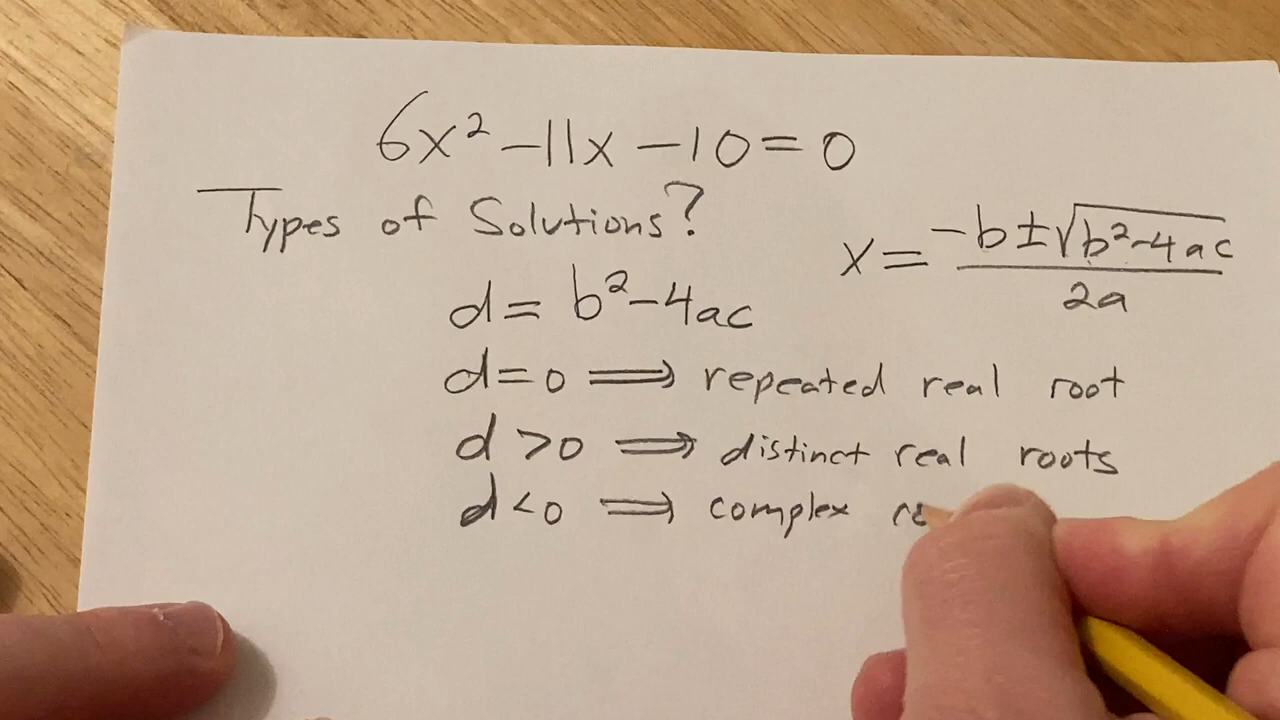 6x² - 11x - 10 = 0
Types of Solutions?
x = -b ± √b² - 4ac / 2a
d = b² - 4ac
d = 0 ⟹ repeated real root
d > 0 ⟹ distinct real roots
d < 0 ⟹ complex